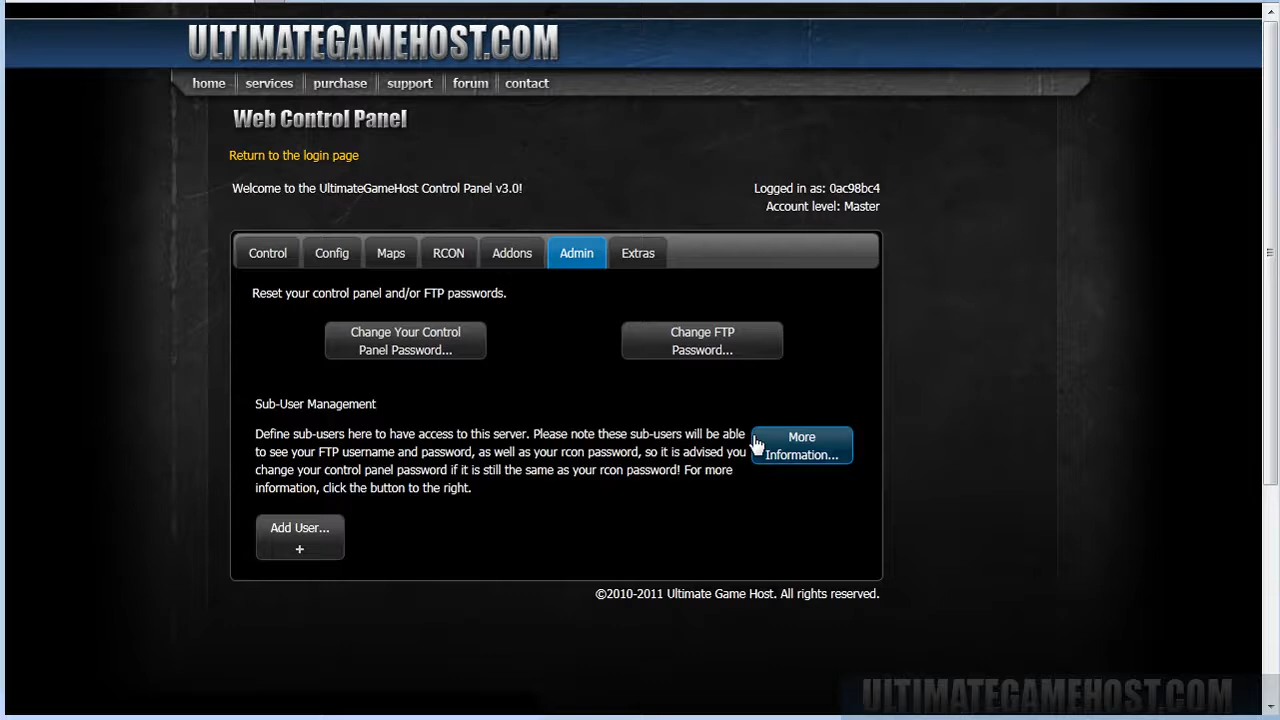 ULTIMATEGAMEHOST.COM
home services purchase support forum contact
Web Control Panel
Return to the login page
Welcome to the UltimateGameHost Control Panel v3.0!
Logged in as: 0ac98bc4
Account level: Master
Control Config Maps RCON Addons Admin Extras
Reset your control panel and/or FTP passwords.
Change Your Control
Panel Password...
Change FTP
Password...
Sub-User Management
Define sub-users here to have access to this server. Please note these sub-users will be able
to see your FTP username and password, as well as your rcon password, so it is advised you
change your control panel password if it is still the same as your rcon password! For more
information, click the button to the right.
More
Information...
Add User...
+
©2010-2011 Ultimate Game Host. All rights reserved.
ULTIMATEGAMEHOST.COM